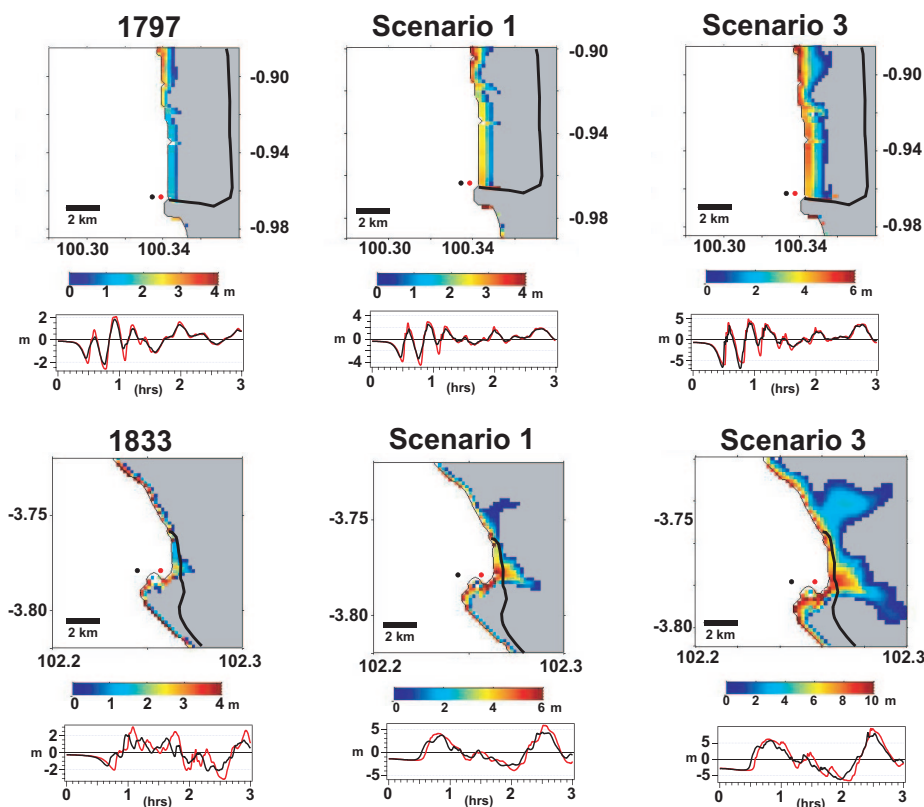 1797 Scenario 1 Scenario 3
-0.90 -0.90 -0.90
-0.94 -0.94 -0.94
2 km 2 km 2 km
-0.98 -0.98 -0.98
100.30 100.34 100.30 100.34 100.30 100.34
0 1 2 3 4 m 0 1 2 3 4 m 0 2 4 6 m
m 2 0 -2 4 0 -4 m 5 0 -5 m
0 1 2 3 0 1 2 3 0 1 2 3
(hrs) (hrs) (hrs)
1833 Scenario 1 Scenario 3
-3.75 -3.75 -3.75
-3.80 -3.80 -3.80
2 km 2 km 2 km
102.2 102.3 102.2 102.3 102.2 102.3
0 1 2 3 4 m 0 2 4 6 m 0 2 4 6 8 10 m
m 2 0 -2 m 5 0 -5 m 5 0 -5
0 1 2 3 0 1 2 3 0 1 2 3
(hrs) (hrs) (hrs)